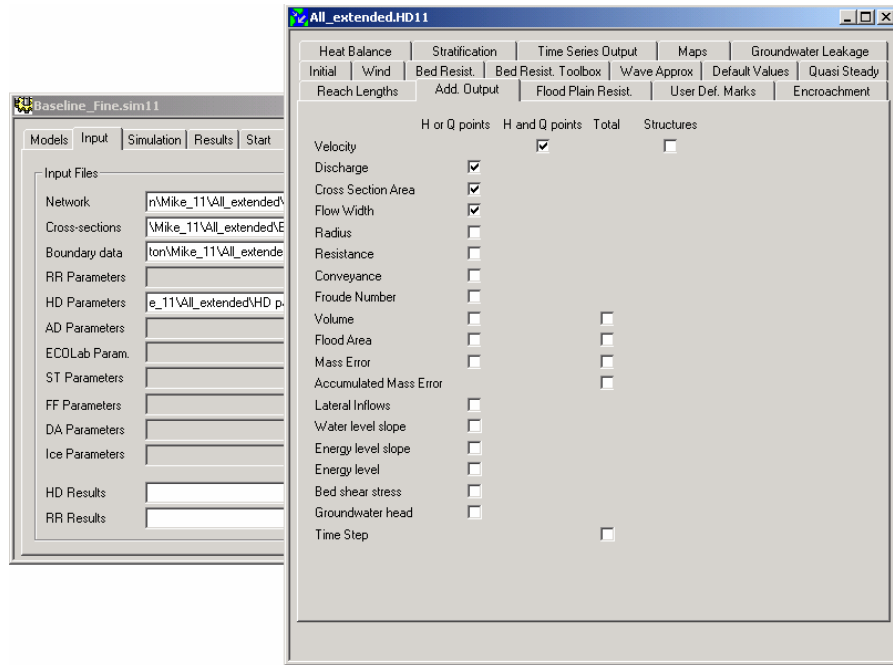 All_extended.HD11
Heat Balance Stratification Time Series Output Maps Groundwater Leakage
Initial Wind Bed Resist. Bed Resist. Toolbox Wave Approx Default Values Quasi Steady
Reach Lengths Add. Output Flood Plain Resist. User Def. Marks Encroachment
H or Q points H and Q points Total Structures
Velocity
Discharge
Cross Section Area
Flow Width
Radius
Resistance
Conveyance
Froude Number
Volume
Flood Area
Mass Error
Accumulated Mass Error
Lateral Inflows
Water level slope
Energy level slope
Energy level
Bed shear stress
Groundwater head
Time Step
Baseline_Fine.sim11
Models Input Simulation Results Start
Input Files
Network n\Mike_11\All_extended\
Cross-sections \Mike_11\All_extended\
Boundary data ton\Mike_11\All_extende
RR Parameters
HD Parameters e_11\All_extended\HD
AD Parameters
ECOLab Param.
ST Parameters
FF Parameters
DA Parameters
Ice Parameters
HD Results
RR Results